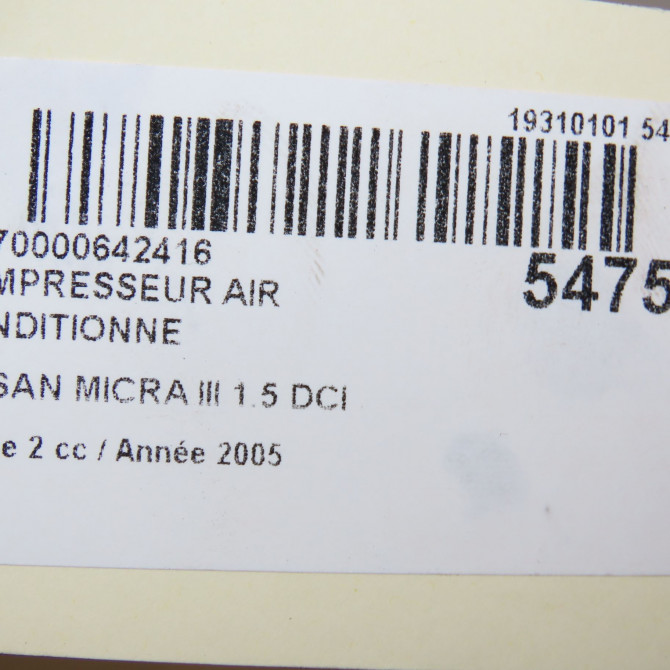 19310101 54
70000642416
MPRESSEUR AIR
5475
NDITIONNE
SAN MICRA III 1.5 DCI
e 2 cc / Année 2005